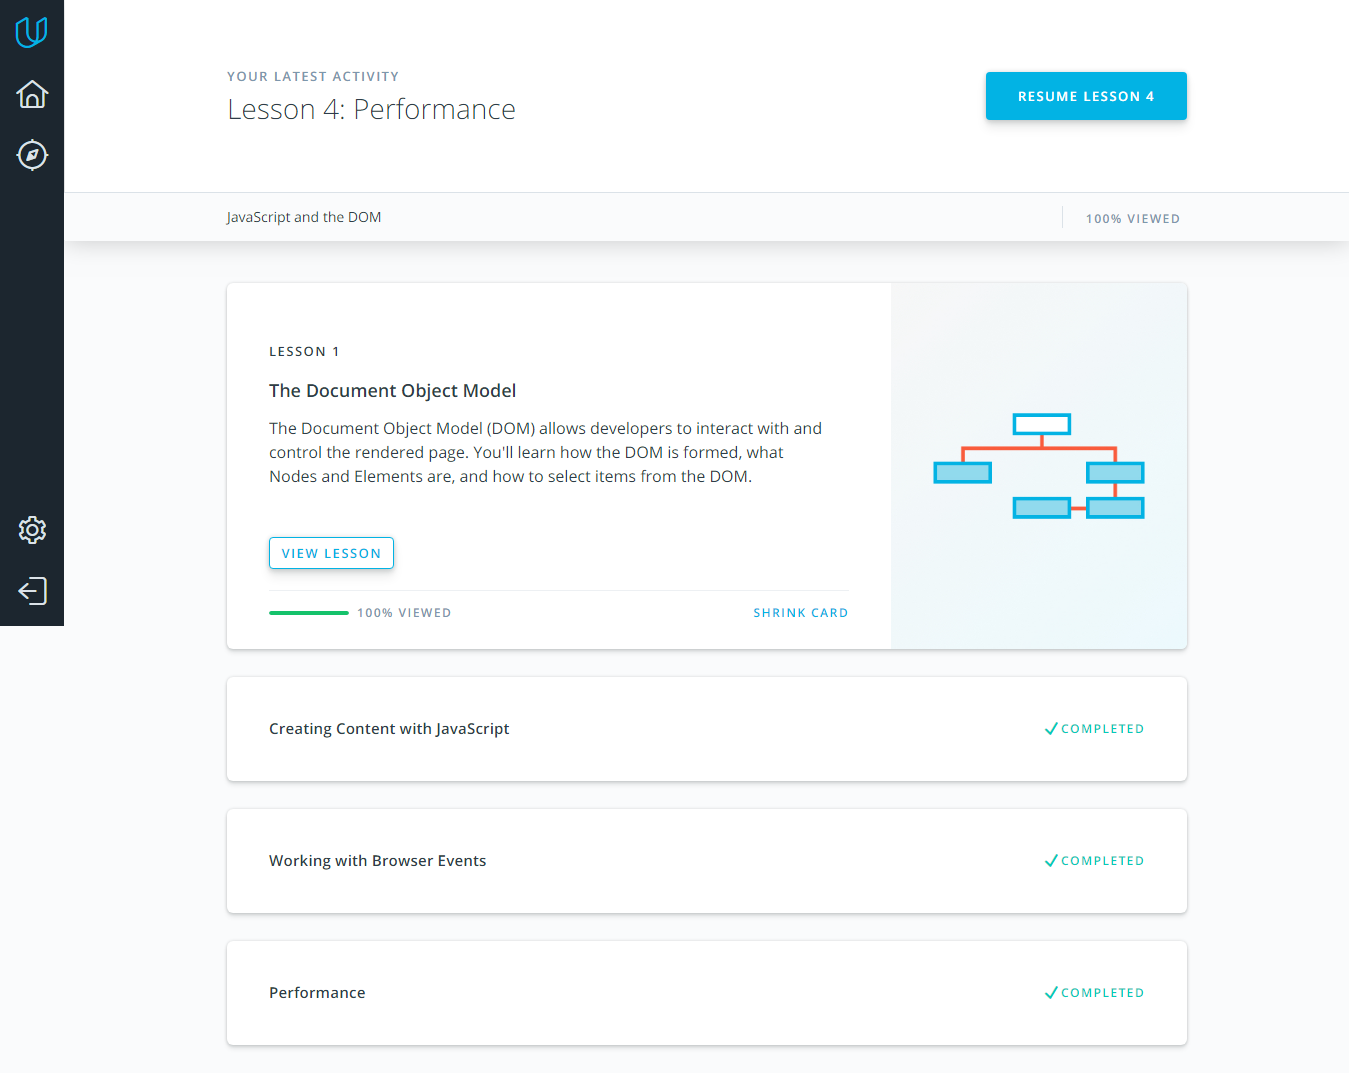 YOUR LATEST ACTIVITY
Lesson 4: Performance
RESUME LESSON 4
JavaScript and the DOM
100% VIEWED
LESSON 1
The Document Object Model
The Document Object Model (DOM) allows developers to interact with and
control the rendered page. You'll learn how the DOM is formed, what
Nodes and Elements are, and how to select items from the DOM.
VIEW LESSON
100% VIEWED
SHRINK CARD
Creating Content with JavaScript
COMPLETED
Working with Browser Events
COMPLETED
Performance
COMPLETED